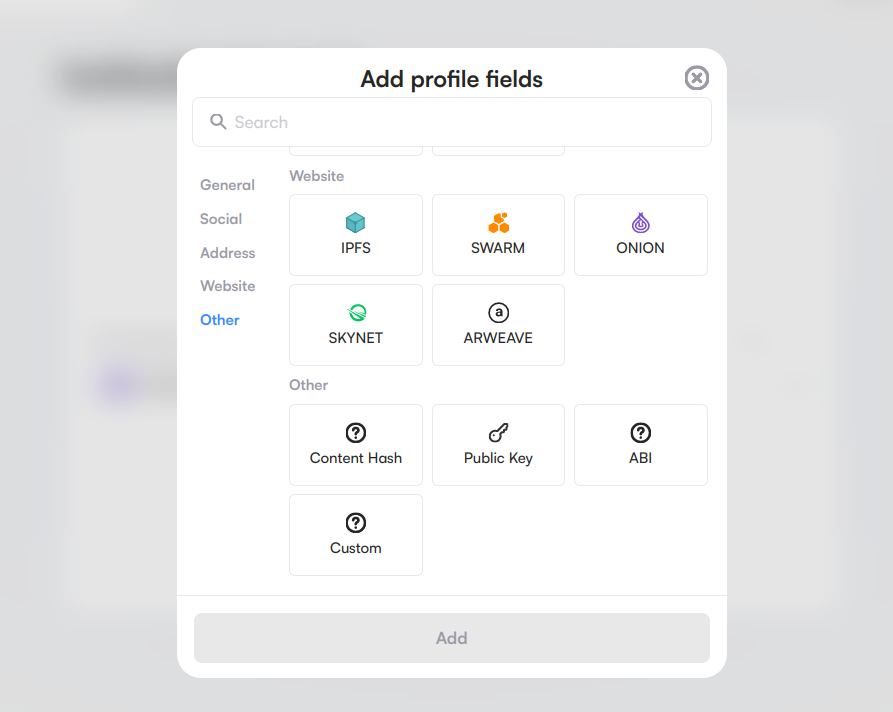 Add profile fields
Search
General
Social
Address
Website
Other
Website
IPFS
SWARM
ONION
SKYNET
ARWEAVE
Other
Content Hash
Public Key
ABI
Custom
Add